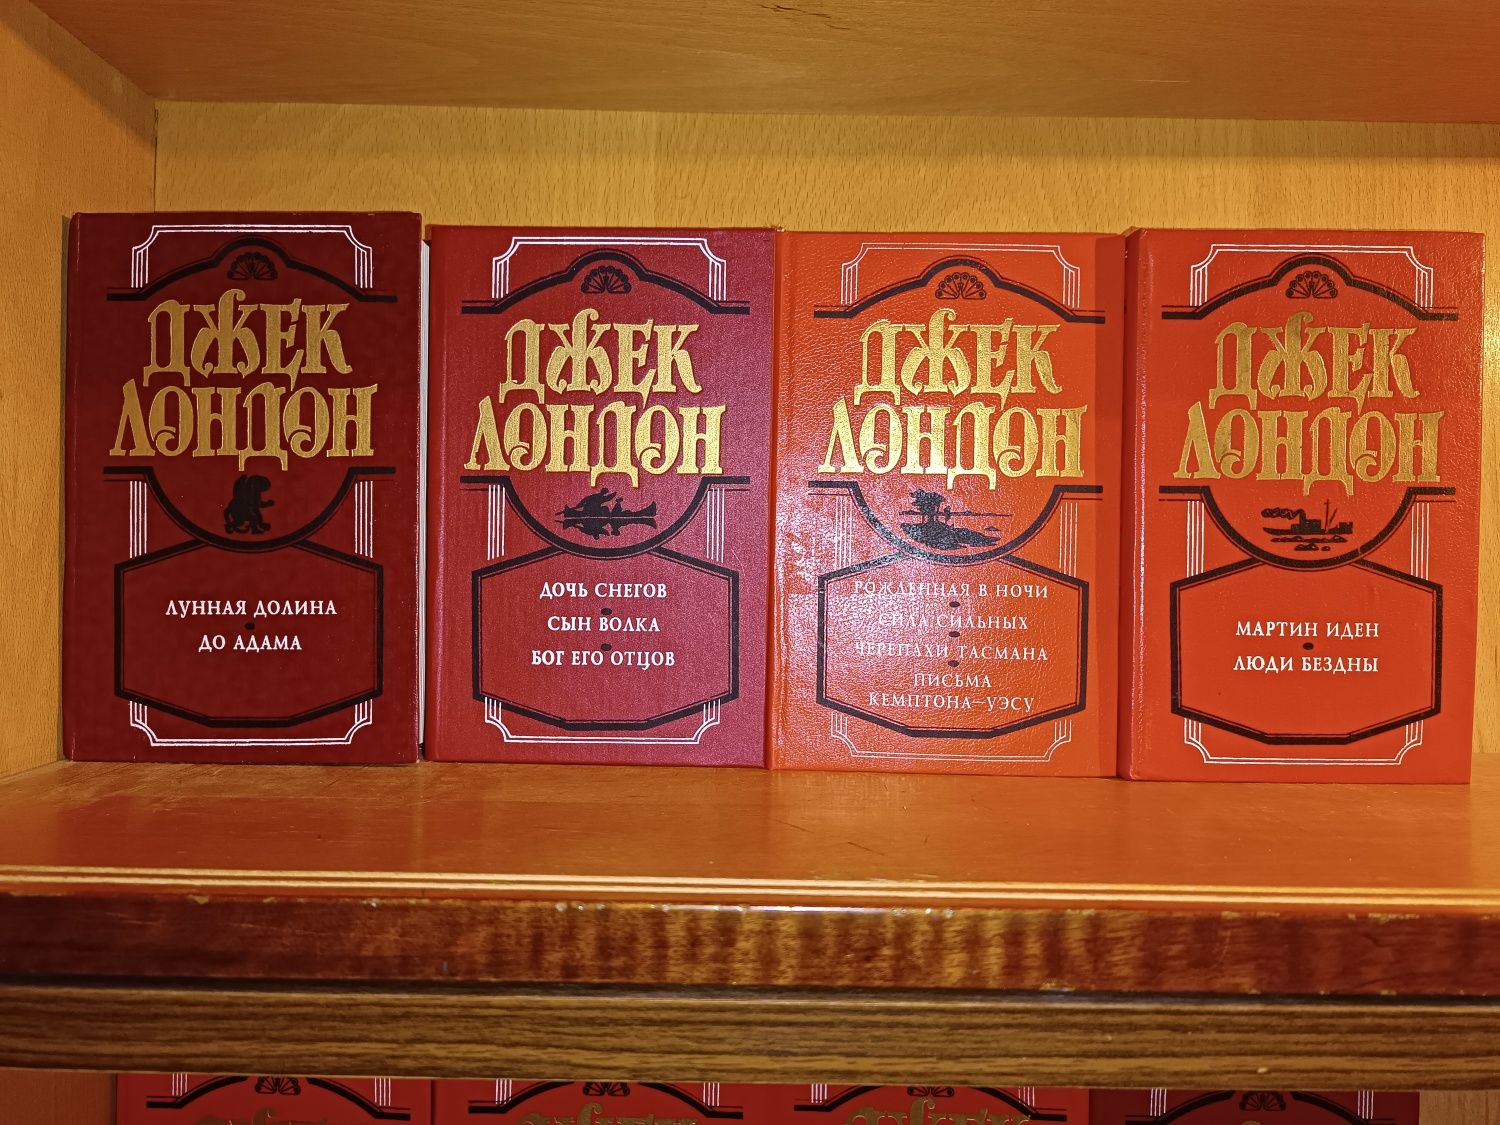 ДЖЕК
ЛОНДОН
ЛУННАЯ ДОЛИНА
ДО АДАМА
ДЖЕК
ЛОНДОН
ДОЧЬ СНЕГОВ
СЫН ВОЛКА
БОГ ЕГО ОТЦОВ
ДЖЕК
ЛОНДОН
РОЖДЕННАЯ В НОЧИ
СИЛА СИЛЬНЫХ
ЧЕРЕПАХИ ТАСМАНА
ПИСЬМА
КЕМПТОНА—УЭСУ
ДЖЕК
ЛОНДОН
МАРТИН ИДЕН
ЛЮДИ БЕЗДНЫ